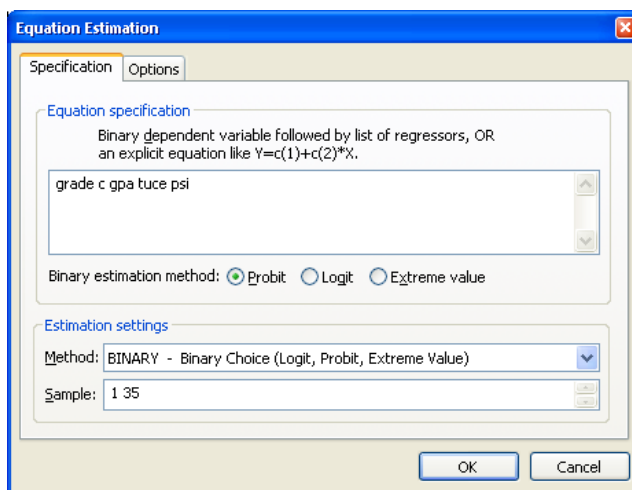 Equation Estimation
Specification
Options
Equation specification
Binary dependent variable followed by list of regressors, OR
an explicit equation like Y=c(1)+c(2)*X.
grade c gpa tuce psi
Binary estimation method: Probit Logit Extreme value
Estimation settings
Method: BINARY - Binary Choice (Logit, Probit, Extreme Value)
Sample: 1 35
OK Cancel